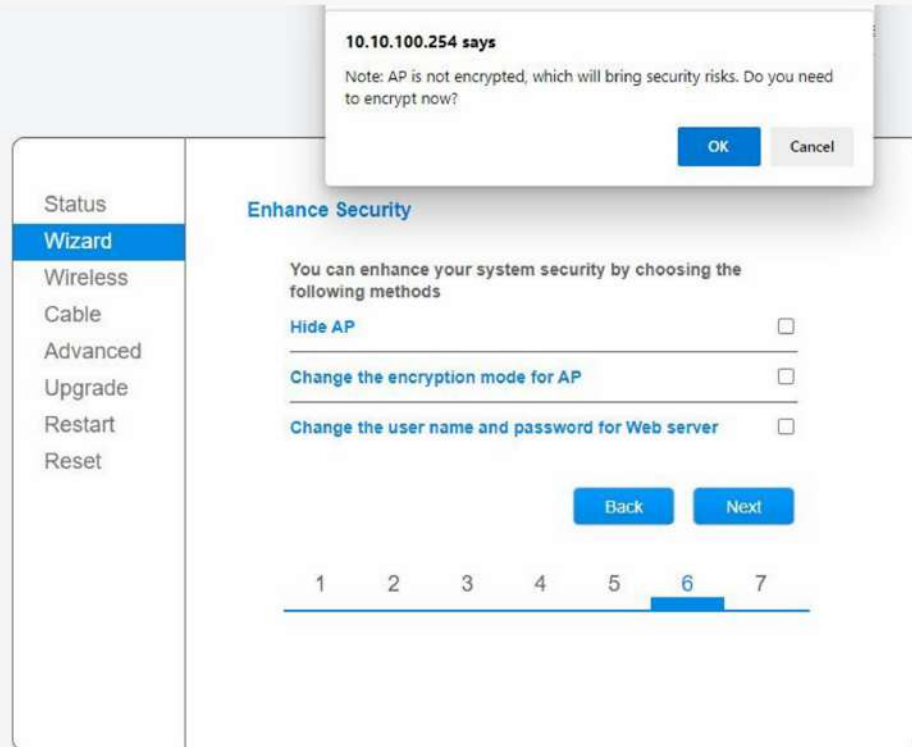 10.10.100.254 says
Note: AP is not encrypted, which will bring security risks. Do you need
to encrypt now?
OK
Cancel
Status
Wizard
Wireless
Cable
Advanced
Upgrade
Restart
Reset
Enhance Security
You can enhance your system security by choosing the
following methods
Hide AP
Change the encryption mode for AP
Change the user name and password for Web server
Back
Next
1 2 3 4 5 6 7